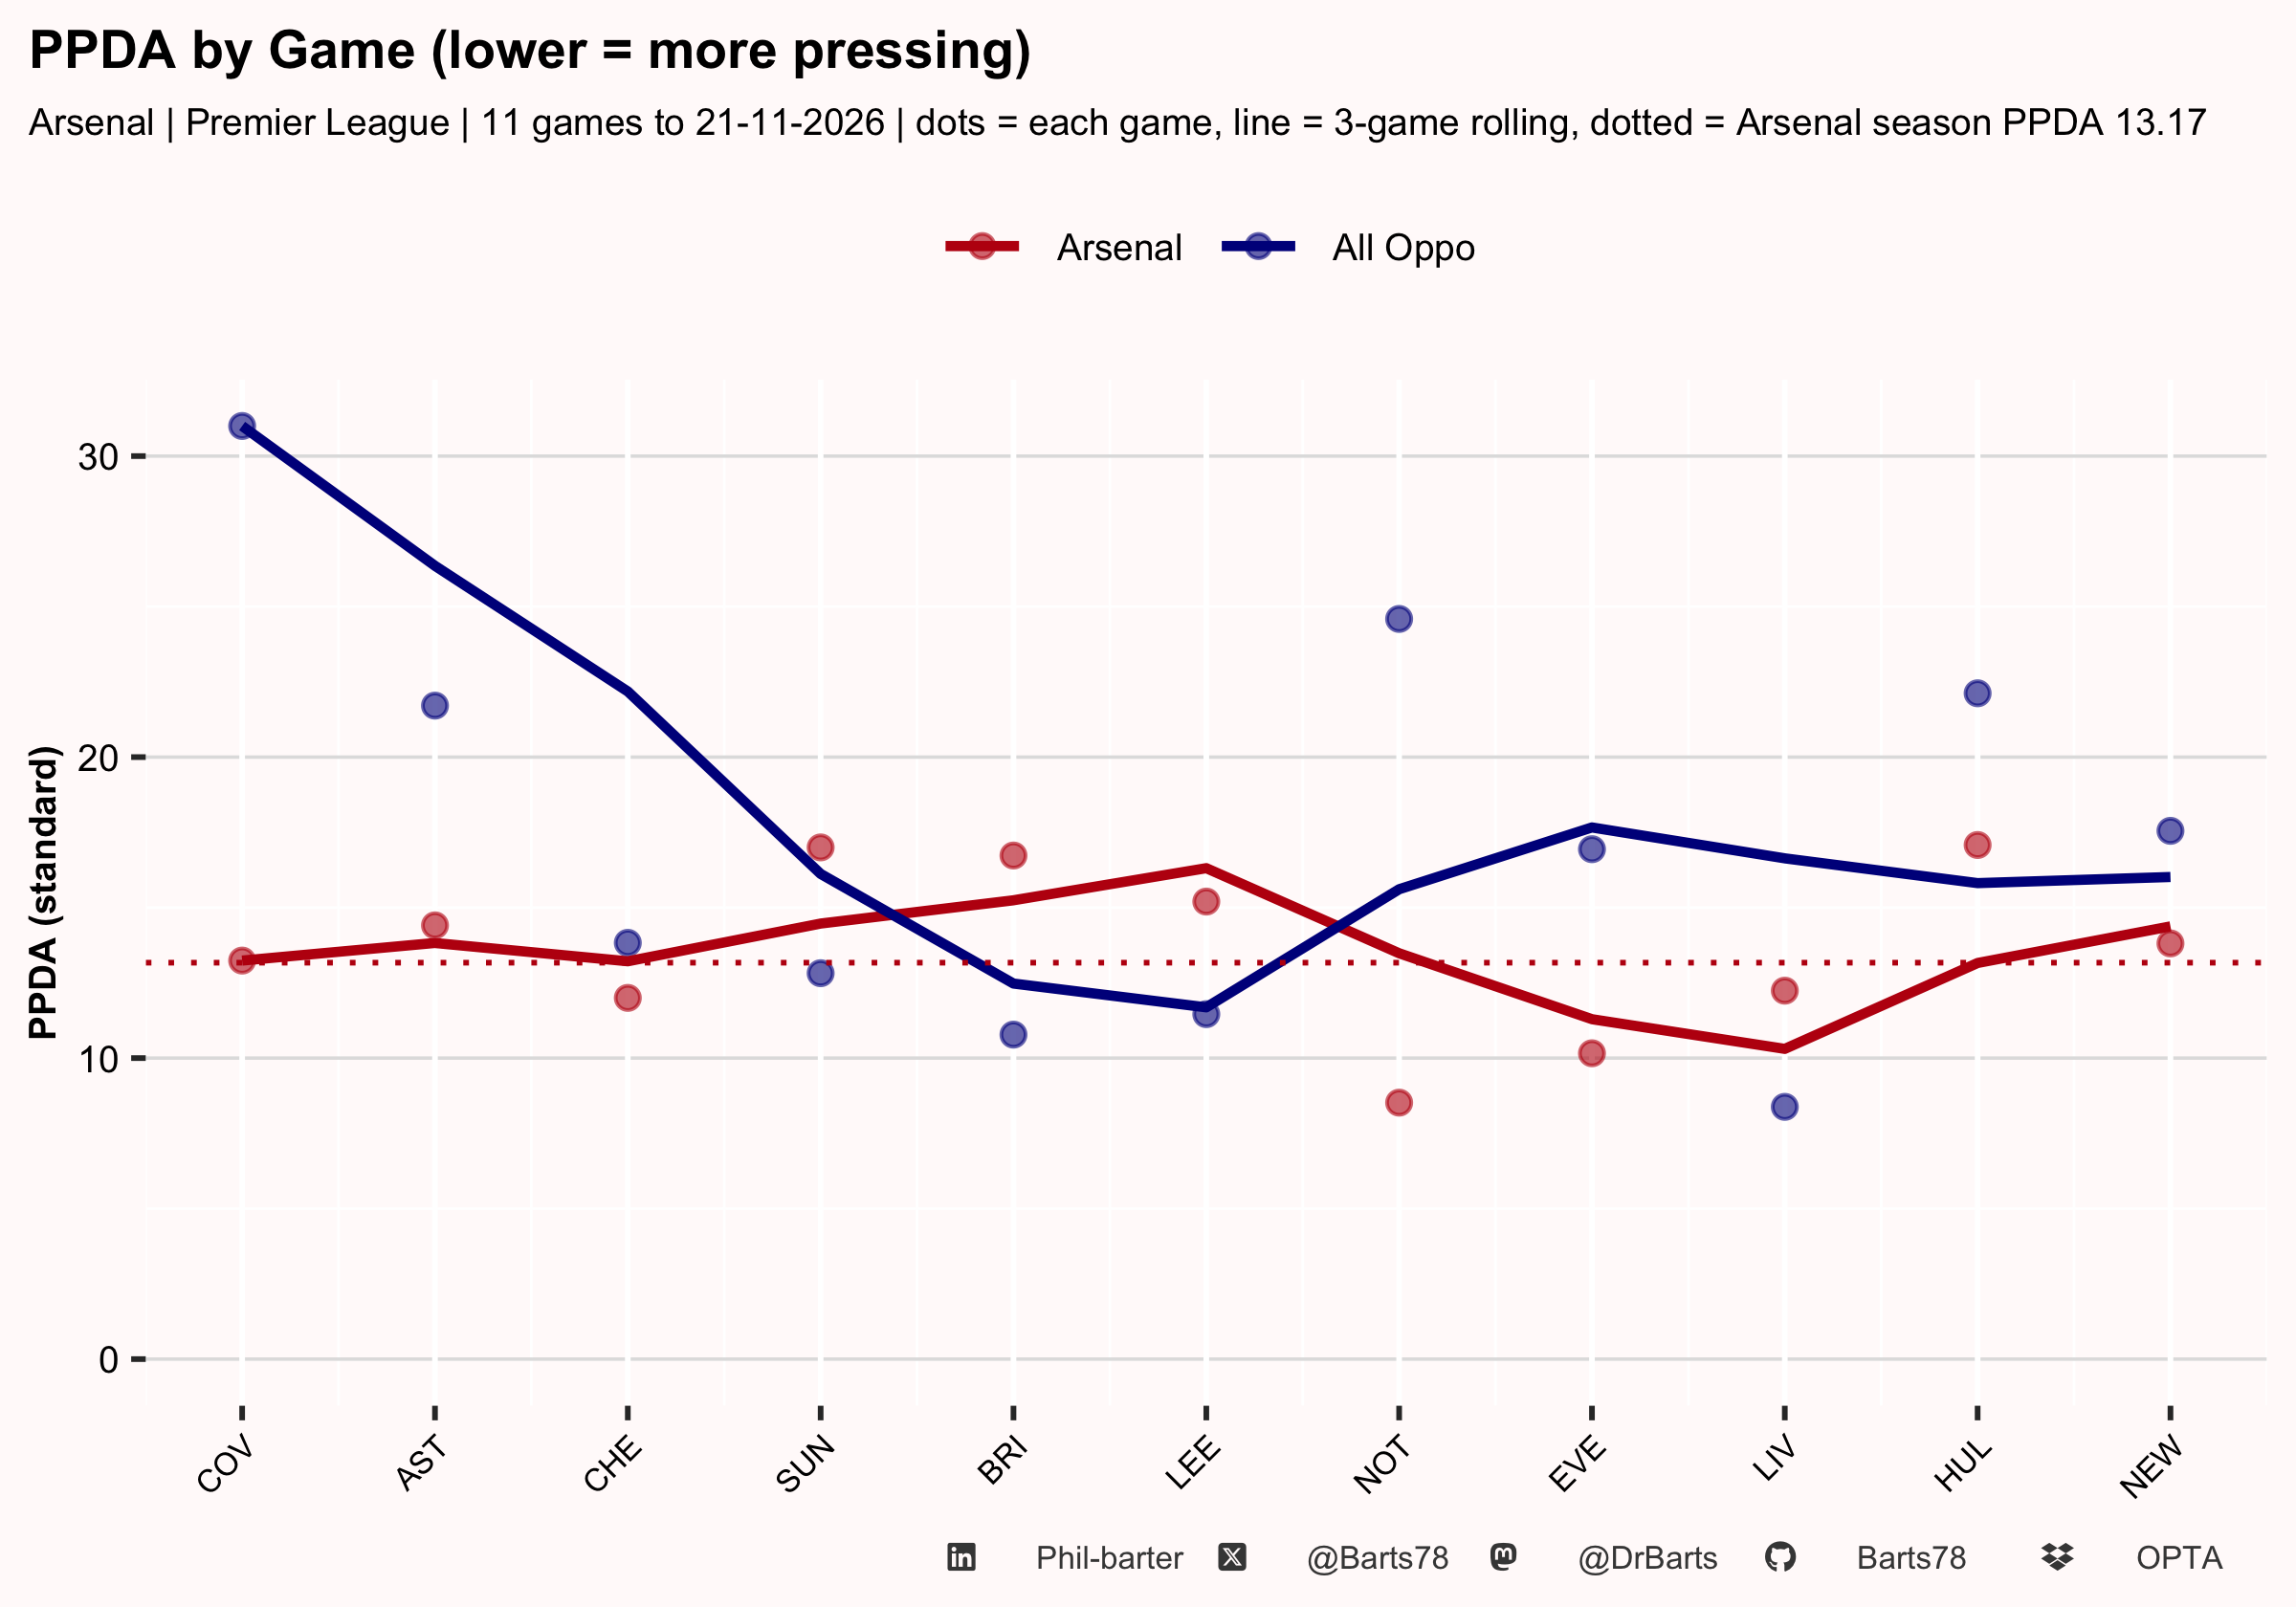 PPDA by Game (lower = more pressing)
Arsenal | Premier League | 11 games to 21-11-2026 | dots = each game, line = 3-game rolling, dotted = Arsenal season PPDA 13.17
Arsenal All Oppo
PPDA (standard)
30
20
10
0
COV AST CHE SUN BRI LEE NOT EVE LIV HUL NEW
Phil-barter @Barts78 @DrBarts Barts78 OPTA